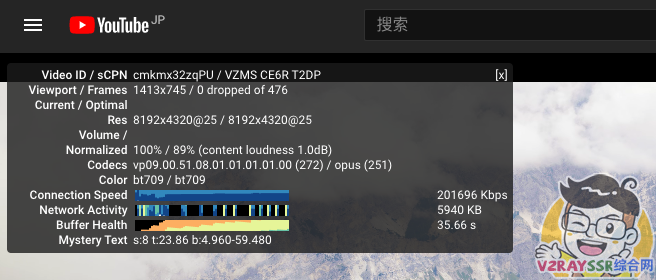 YouTube JP
搜索
Video ID / sCPN cmkmx32zqPU / VZMS CE6R T2DP [x]
Viewport / Frames 1413x745 / 0 dropped of 476
Current / Optimal
Res 8192x4320@25 / 8192x4320@25
Volume /
Normalized 100% / 89% (content loudness 1.0dB)
Codecs vp09.00.51.08.01.01.01.01.00 (272) / opus (251)
Color bt709 / bt709
Connection Speed 201696 Kbps
Network Activity 5940 KB
Buffer Health 35.66 s
Mystery Text s:8 t:23.86 b:4.960-59.480
V2RAYSSR综合网